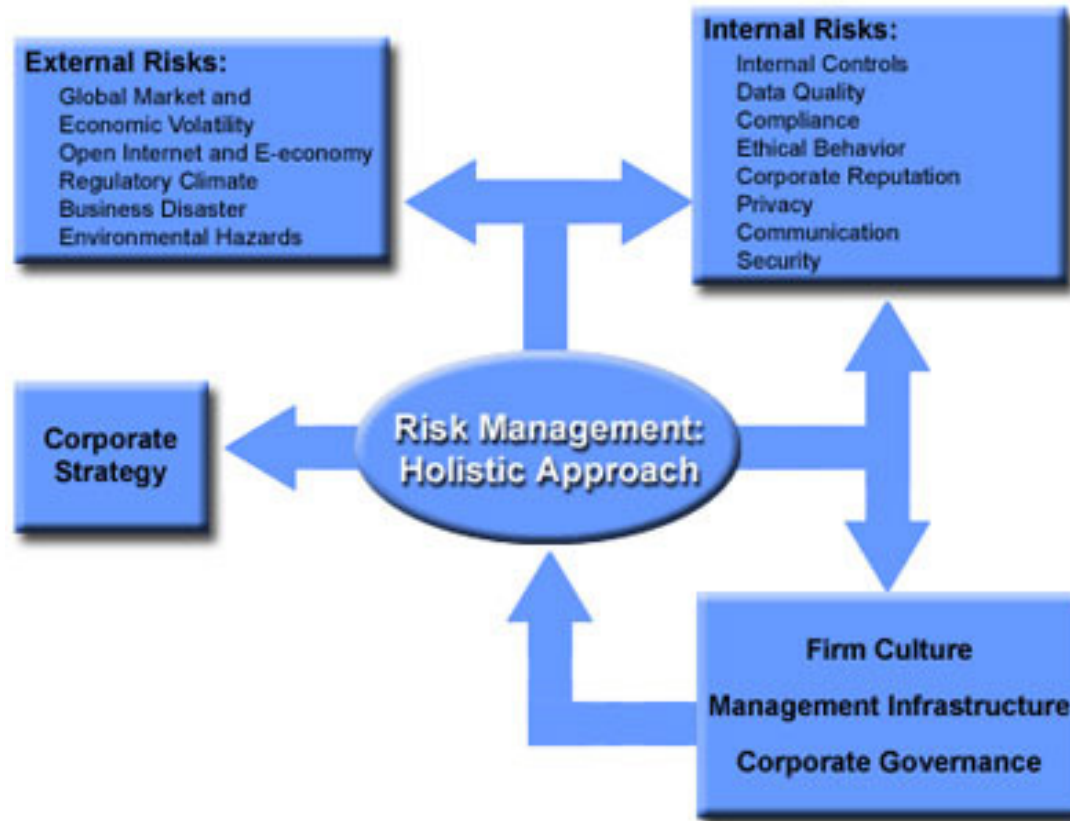 External Risks:
Global Market and
Economic Volatility
Open Internet and E-economy
Regulatory Climate
Business Disaster
Environmental Hazards
Internal Risks:
Internal Controls
Data Quality
Compliance
Ethical Behavior
Corporate Reputation
Privacy
Communication
Security
Corporate
Strategy
Risk Management:
Holistic Approach
Firm Culture
Management Infrastructure
Corporate Governance